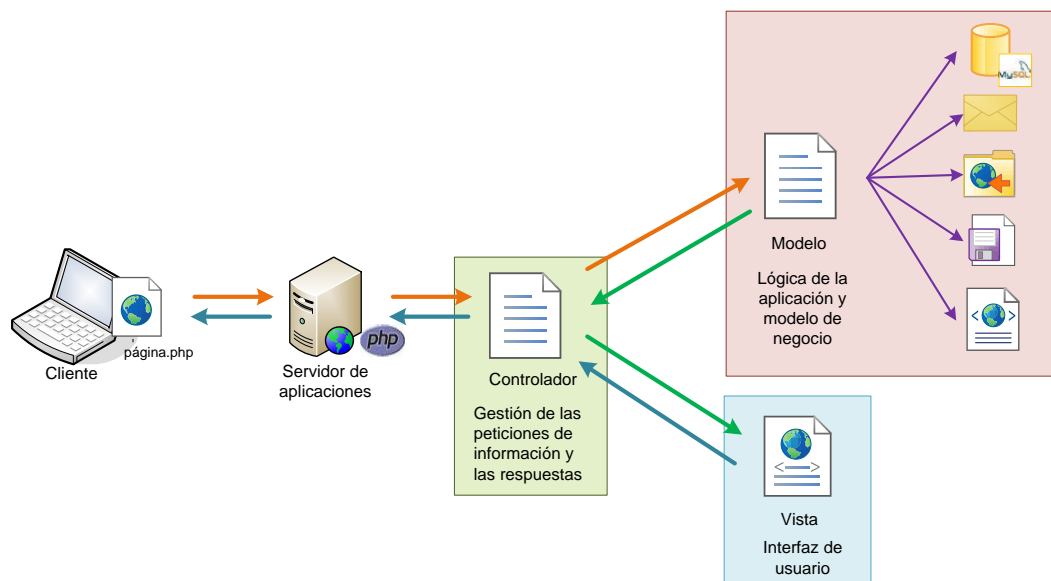 MySQL
página.php
Cliente
php
Servidor de
aplicaciones
Controlador
Gestión de las
peticiones de
información y
las respuestas
Modelo
Lógica de la
aplicación y
modelo de
negocio
< >
<__>
Vista
Interfaz de
usuario